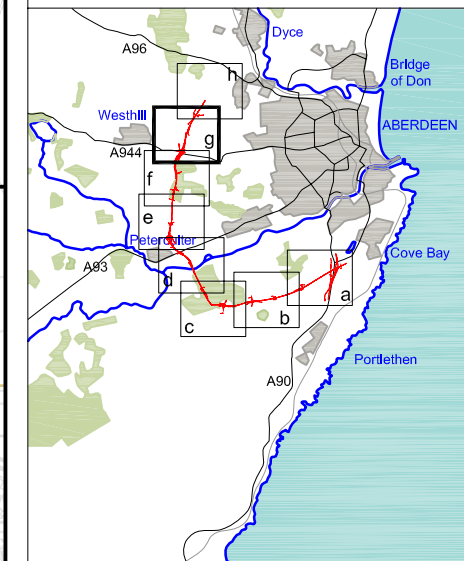 Dyce
A96
Bridge
of Don
h
Westhill
ABERDEEN
g
A944
f
e
Peterculter
Cove Bay
A93
d
a
c
b
Portlethen
A90